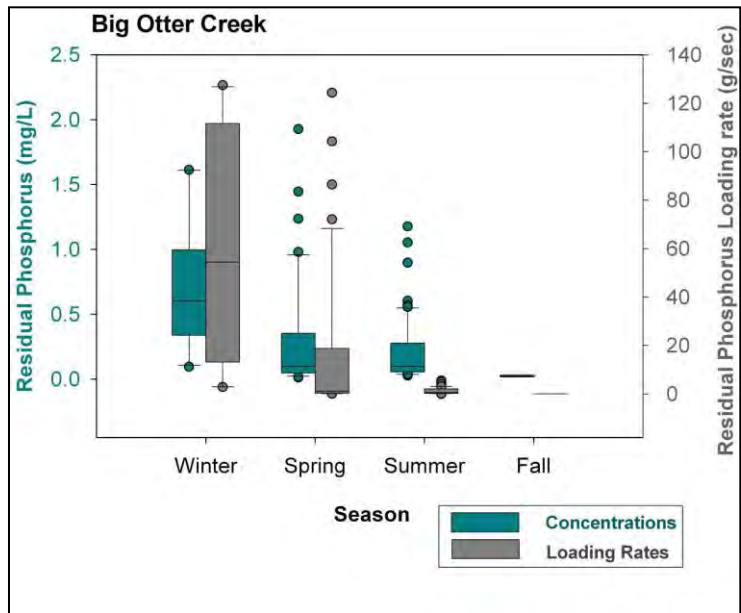 Big Otter Creek
Residual Phosphorus (mg/L)
2.5
2.0
1.5
1.0
0.5
0.0
140
120
100
80
60
40
20
0
Residual Phosphorus Loading rate (g/sec)
Winter Spring Summer Fall
Season
Concentrations
Loading Rates